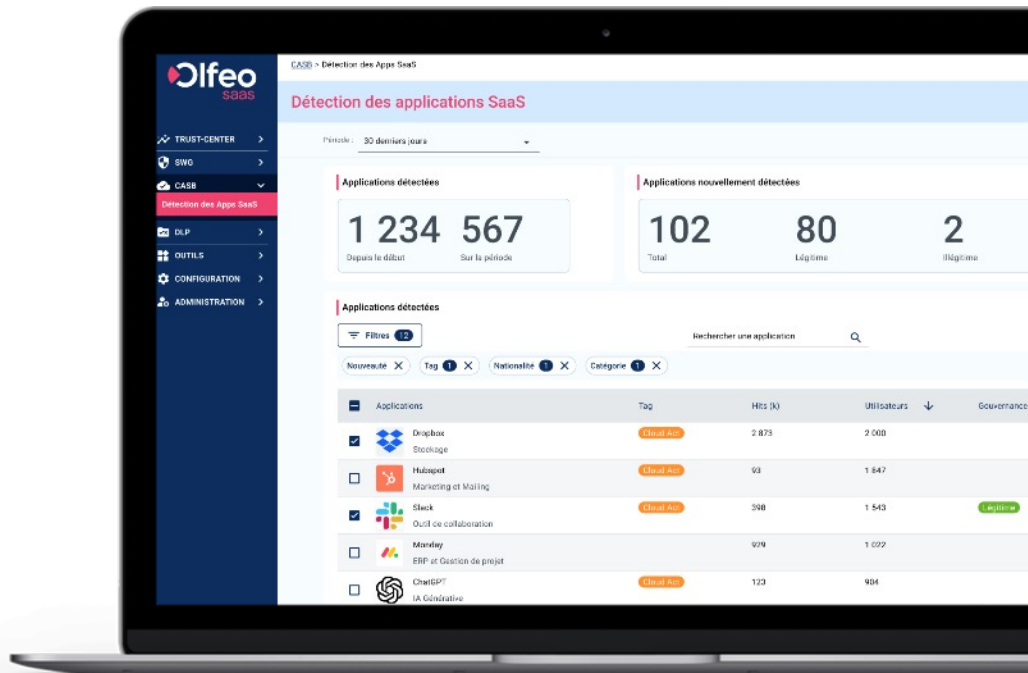 Olfeo
saas
TRUST-CENTER
SWG
CASB
Détection des Apps SaaS
DLP
OUTILS
CONFIGURATION
ADMINISTRATION
CASB > Détection des Apps SaaS
Détection des applications SaaS
Période : 30 derniers jours
Applications détectées
1 234 567
Depuis le début Sur la période
Applications nouvellement détectées
102 80 2
Total Légitime Illégitime
Applications détectées
Filtres 12
Rechercher une application
Nouveauté Tag 1 Nationalité 1 Catégorie 1
Applications Tag Hits (k) Utilisateurs Gouvernance
Dropbox Cloud Act 2 873 2 000
Stockage
Hubspot Cloud Act 93 1 847
Marketing et Mailing
Slack Cloud Act 398 1 543 Légitime
Outil de collaboration
Monday 929 1 022
ERP et Gestion de projet
ChatGPT Cloud Act 123 904
IA Générative